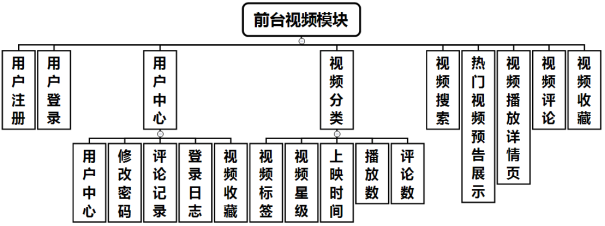 前台视频模块
用户注册
用户登录
用户中心
视频分类
视频搜索
热门视频预告展示
视频播放详情页
视频评论
视频收藏
用户中心
修改密码
评论记录
登录日志
视频收藏
视频标签
视频星级
上映时间
播放数
评论数